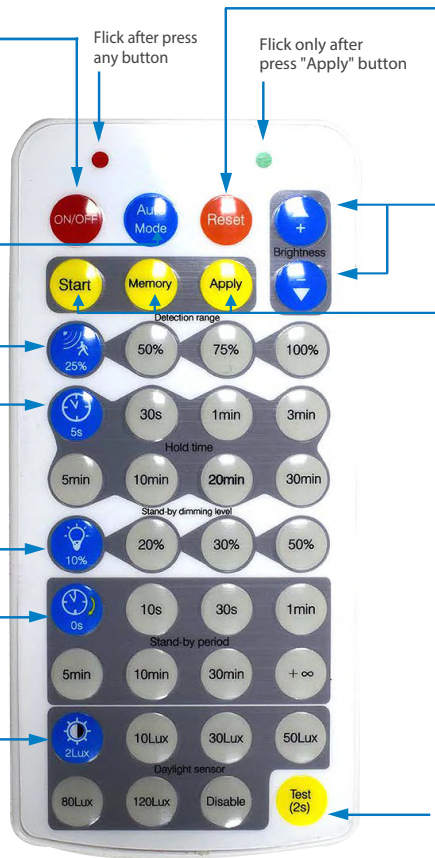 Flick after press
any button
Flick only after
press "Apply" button
ON/OFF
Auto
Mode
Reset
+
Brightness
Start
Memory
Apply
Detection range
25%
50%
75%
100%
5s
30s
1min
3min
Hold time
5min
10min
20min
30min
Stand-by dimming level
10%
20%
30%
50%
0s
10s
30s
1min
Stand-by period
5min
10min
30min
+∞
2Lux
10Lux
30Lux
50Lux
Daylight sensor
80Lux
120Lux
Disable
Test
(2s)